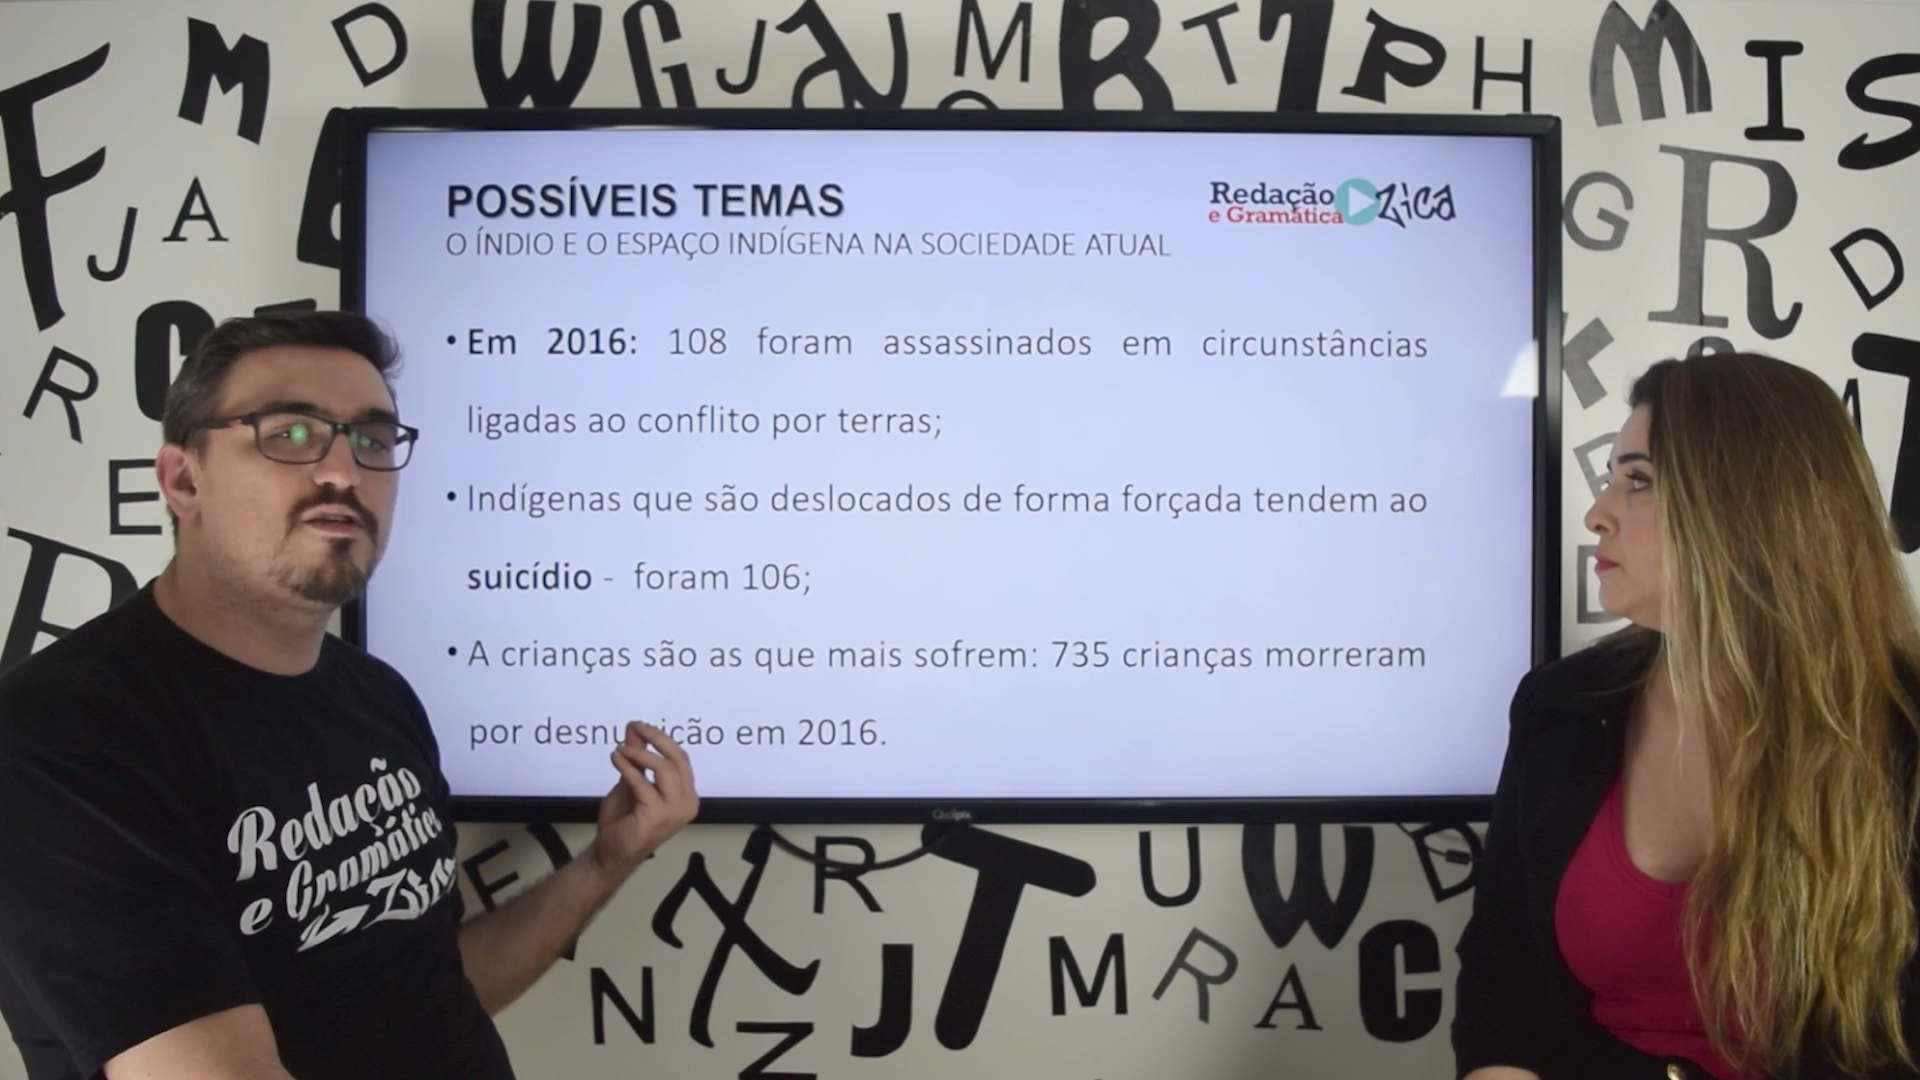 POSSÍVEIS TEMAS
O ÍNDIO E O ESPAÇO INDÍGENA NA SOCIEDADE ATUAL
Redação
e Gramática
Zica
• Em 2016: 108 foram assassinados em circunstâncias
ligadas ao conflito por terras;
• Indígenas que são deslocados de forma forçada tendem ao
suicídio - foram 106;
• A crianças são as que mais sofrem: 735 crianças morreram
por desnutrição em 2016.
Redação
e Gramática
Zica